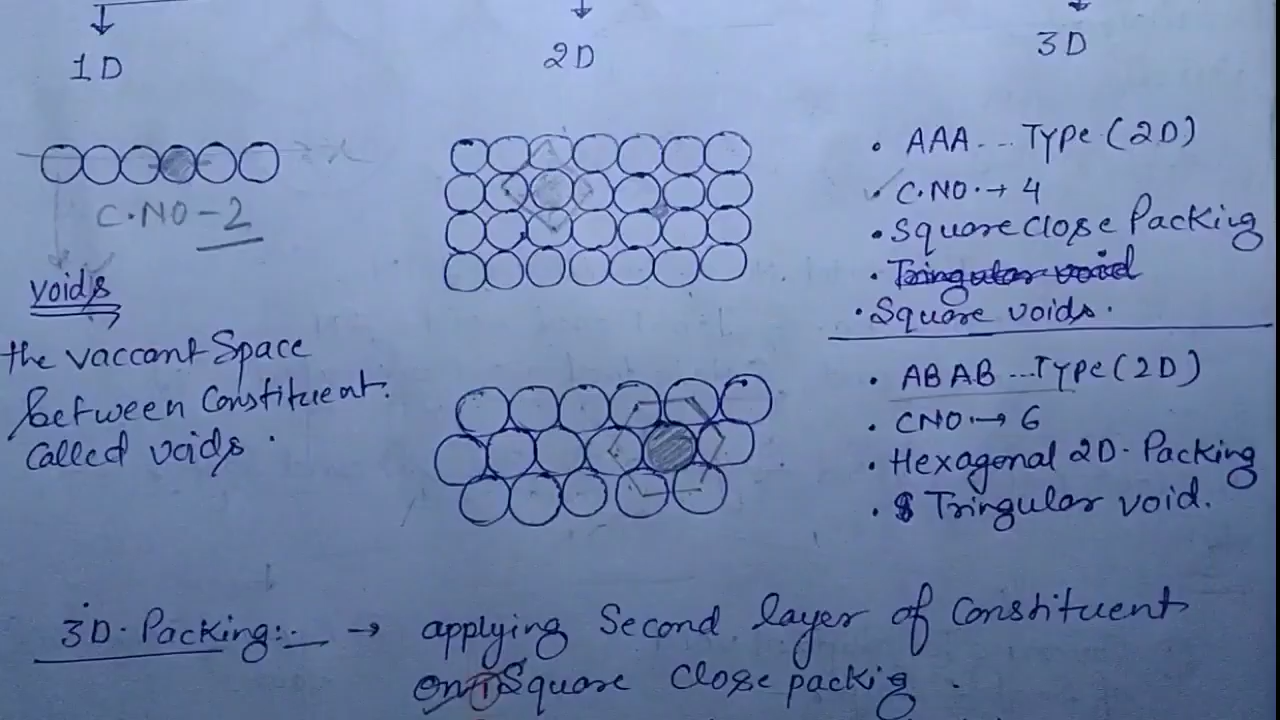 1D
2D
3D
C.NO-2
voids
the vaccant Space
between Constituent.
Called voids.
• AAA... Type (2D)
• C.NO.→ 4
• Square Close Packing
• Tringular void
• Square voids.
• ABAB...Type (2D)
• CNO.→ 6
• Hexagonal 2D. Packing
• Tringular void.
3D. Packing:- → applying Second layer of Constituent
on Square Close packig.